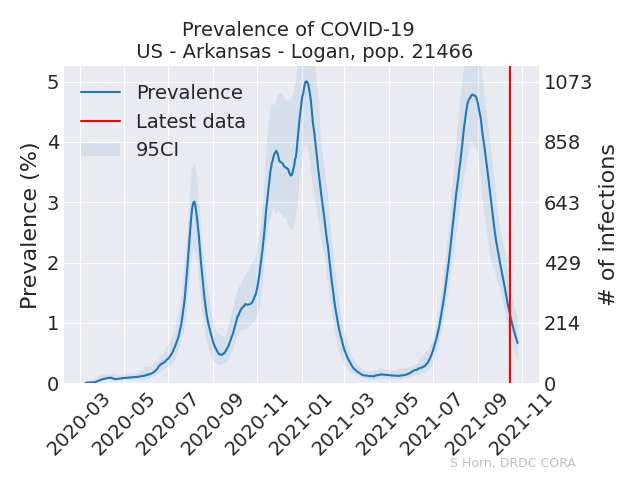 Prevalence of COVID-19
US - Arkansas - Logan, pop. 21466
Prevalence (%)
5
4
3
2
1
0
Prevalence
Latest data
95CI
1073
858
643
429
214
0
# of infections
2020-03
2020-05
2020-07
2020-09
2020-11
2021-01
2021-03
2021-05
2021-07
2021-09
2021-11
S Horn, DRDC CORA